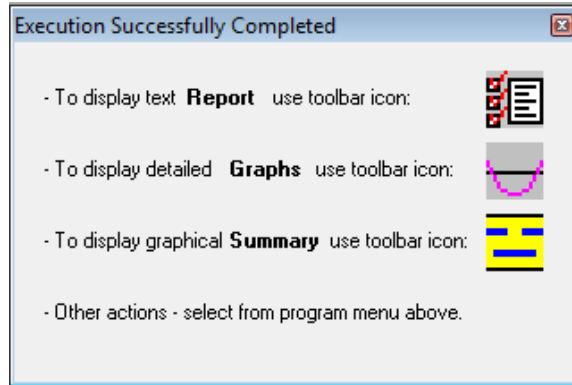 Execution Successfully Completed
- To display text Report use toolbar icon:
- To display detailed Graphs use toolbar icon:
- To display graphical Summary use toolbar icon:
- Other actions - select from program menu above.